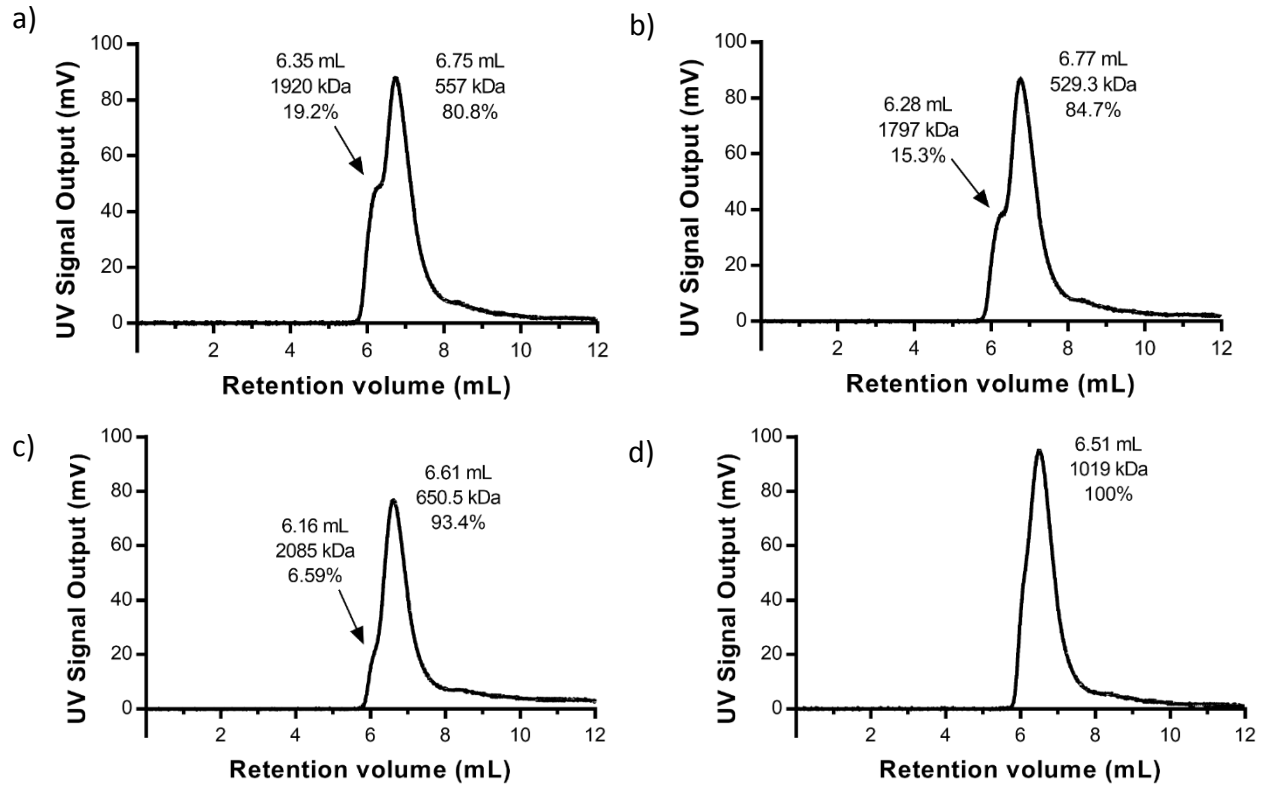 a)
100
80
60
40
20
0
UV Signal Output (mV)
6.35 mL
1920 kDa
19.2%
6.75 mL
557 kDa
80.8%
2 4 6 8 10 12
Retention volume (mL)
b)
100
80
60
40
20
0
UV Signal Output (mV)
6.28 mL
1797 kDa
15.3%
6.77 mL
529.3 kDa
84.7%
2 4 6 8 10 12
Retention volume (mL)
c)
100
80
60
40
20
0
UV Signal Output (mV)
6.16 mL
2085 kDa
6.59%
6.61 mL
650.5 kDa
93.4%
2 4 6 8 10 12
Retention volume (mL)
d)
100
80
60
40
20
0
UV Signal Output (mV)
6.51 mL
1019 kDa
100%
2 4 6 8 10 12
Retention volume (mL)